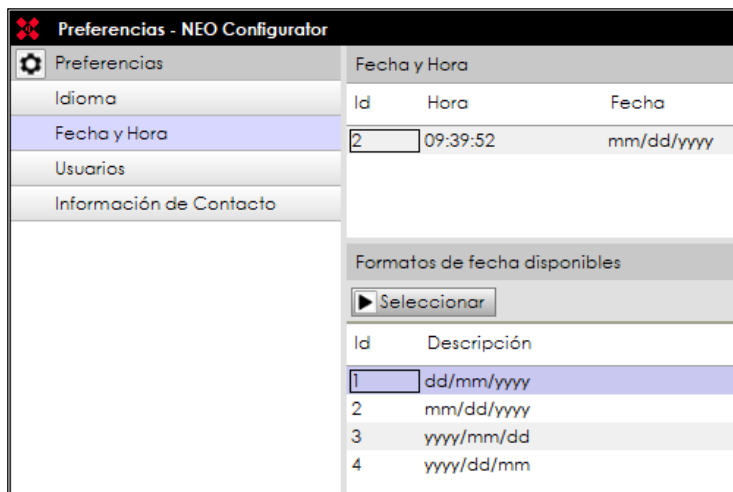 Preferencias - NEO Configurator
Preferencias
Idioma
Fecha y Hora
Usuarios
Información de Contacto
Fecha y Hora
Id Hora Fecha
2 09:39:52 mm/dd/yyyy
Formatos de fecha disponibles
Seleccionar
Id Descripción
1 dd/mm/yyyy
2 mm/dd/yyyy
3 yyyy/mm/dd
4 yyyy/dd/mm